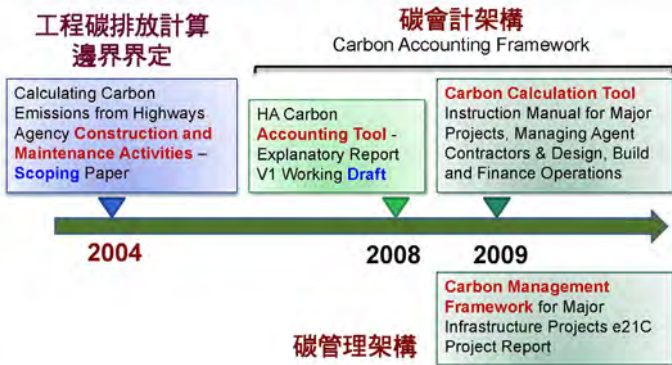 工程碳排放計算
邊界界定
碳會計架構
Carbon Accounting Framework
Calculating Carbon
Emissions from Highways
Agency Construction and
Maintenance Activities –
Scoping Paper
HA Carbon
Accounting Tool -
Explanatory Report
V1 Working Draft
Carbon Calculation Tool
Instruction Manual for Major
Projects, Managing Agent
Contractors & Design, Build
and Finance Operations
2004
2008
2009
碳管理架構
Carbon Management
Framework for Major
Infrastructure Projects e21C
Project Report